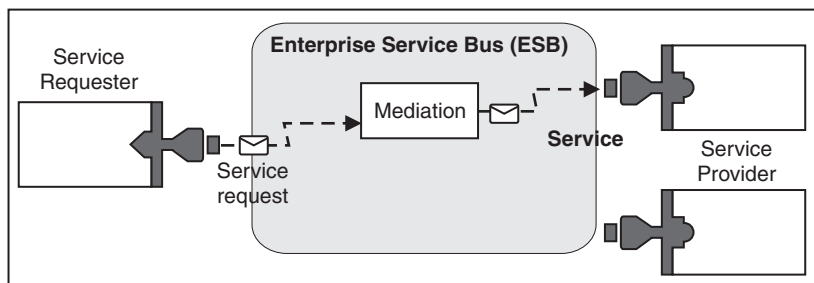 Service
Requester
Enterprise Service Bus (ESB)
Mediation
Service
request
Service
Service
Provider